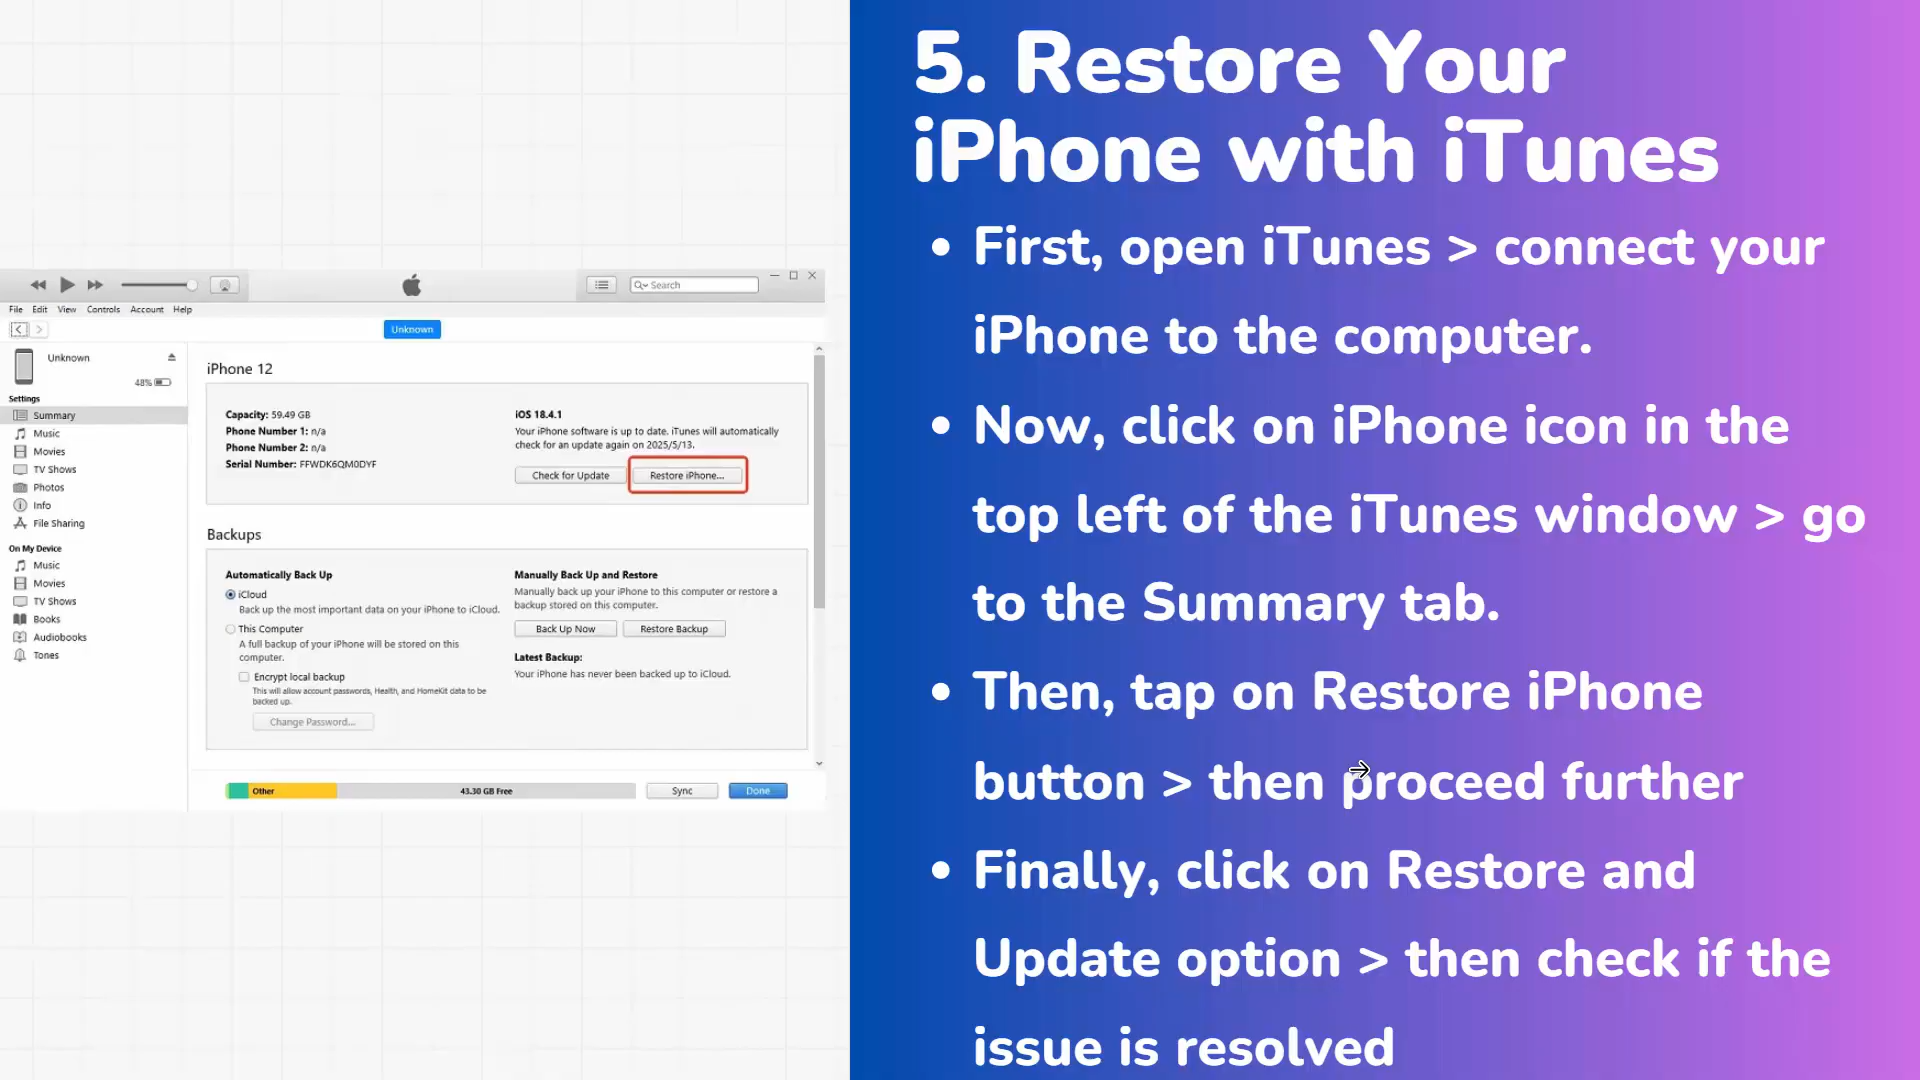 5. Restore Your
iPhone with iTunes
• First, open iTunes > connect your
iPhone to the computer.
• Now, click on iPhone icon in the
top left of the iTunes window > go
to the Summary tab.
• Then, tap on Restore iPhone
button > then proceed further
• Finally, click on Restore and
Update option > then check if the
issue is resolved
Search
File Edit View Controls Account Help
Unknown
Unknown
48%
Settings
Summary
Music
Movies
TV Shows
Photos
Info
File Sharing
On My Device
Music
Movies
TV Shows
Books
Audiobooks
Tones
iPhone 12
Capacity: 59.49 GB
Phone Number 1: n/a
Phone Number 2: n/a
Serial Number: FFWDK6QM0DYF
iOS 18.4.1
Your iPhone software is up to date. iTunes will automatically
check for an update again on 2025/5/13.
Check for Update
Restore iPhone...
Backups
Automatically Back Up
iCloud
Back up the most important data on your iPhone to iCloud.
This Computer
A full backup of your iPhone will be stored on this
computer.
Encrypt local backup
This will allow account passwords, Health, and HomeKit data to be
backed up.
Change Password...
Manually Back Up and Restore
Manually back up your iPhone to this computer or restore a
backup stored on this computer.
Back Up Now
Restore Backup
Latest Backup:
Your iPhone has never been backed up to iCloud.
Other
43.30 GB Free
Sync
Done